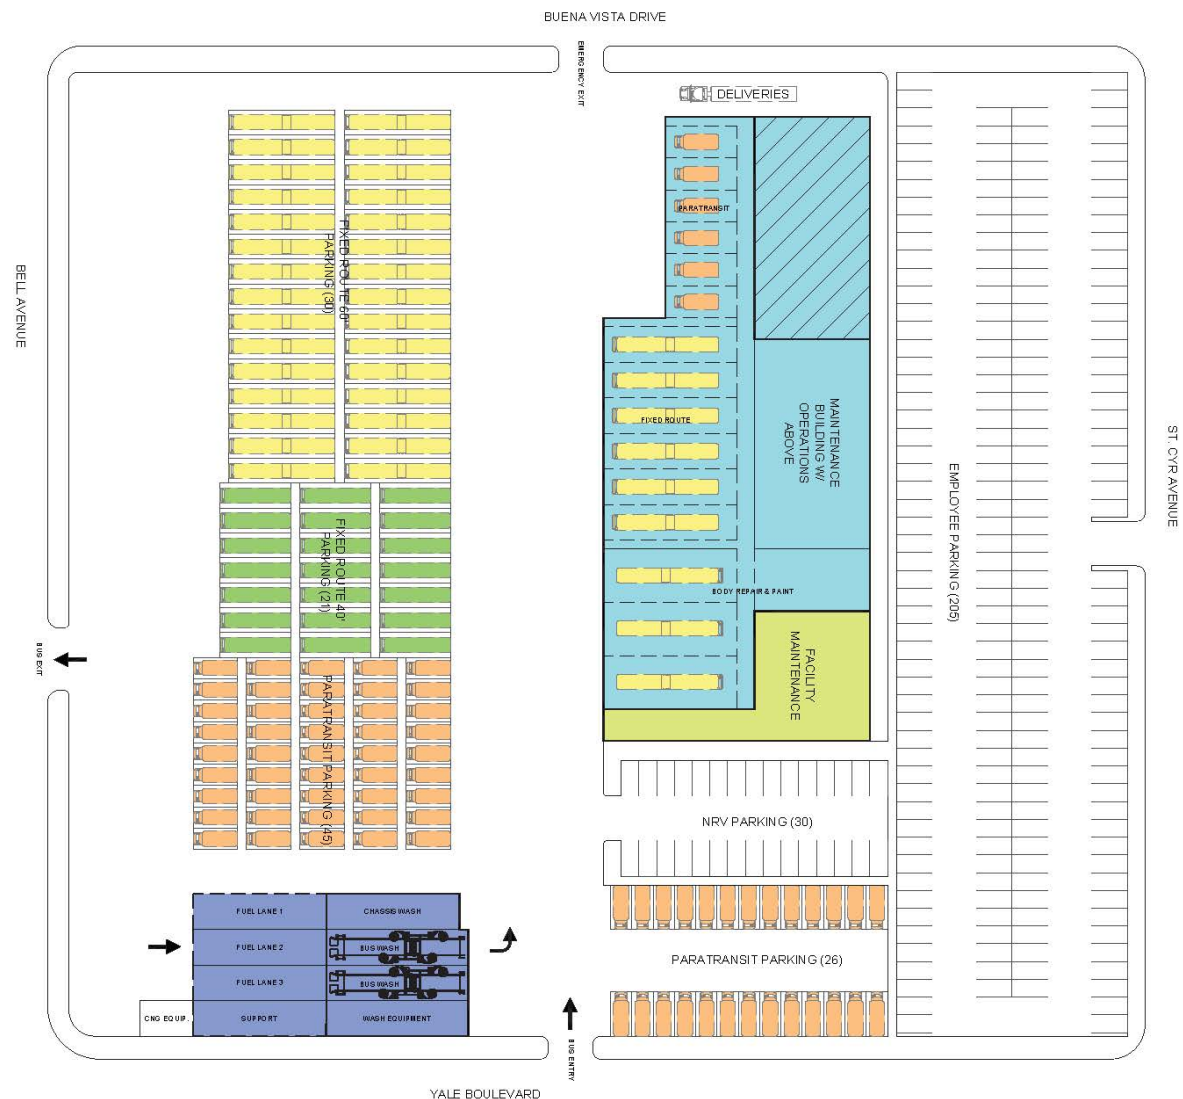 BUENA VISTA DRIVE
EMERGENCY EXIT
DELIVERIES
PARATRANSIT
FIXED ROUTE 60'
PARKING (30)
BELL AVENUE
FIXED ROUTE
MAINTENANCE
BUILDING W/
OPERATIONS
ABOVE
ST. CYR AVENUE
EMPLOYEE PARKING (205)
FIXED ROUTE 40'
PARKING (21)
BODY REPAIR & PAINT
FACILITY
MAINTENANCE
BUS EXIT
PARATRANSIT PARKING (45)
NRV PARKING (30)
FUEL LANE 1
CHASSIS WASH
FUEL LANE 2
BUS WASH
FUEL LANE 3
BUS WASH
PARATRANSIT PARKING (26)
CNG EQUIP.
SUPPORT
WASH EQUIPMENT
BUS ENTRY
YALE BOULEVARD